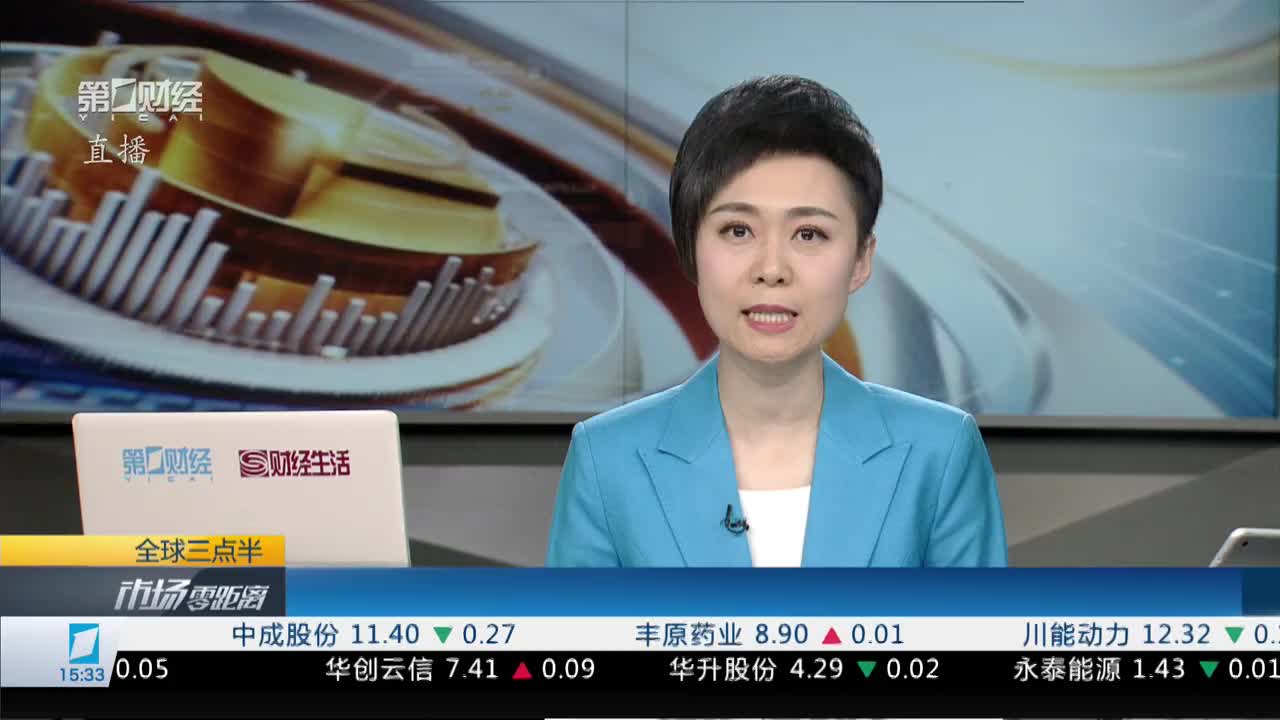 第一财经
YICAI
直播
第一财经
YICAI
财经生活
全球三点半
市场零距离
中成股份 11.40 ▼ 0.27
丰原药业 8.90 ▲ 0.01
川能动力 12.32 ▼
15:33
0.05
华创云信 7.41 ▲ 0.09
华升股份 4.29 ▼ 0.02
永泰能源 1.43 ▼ 0.01